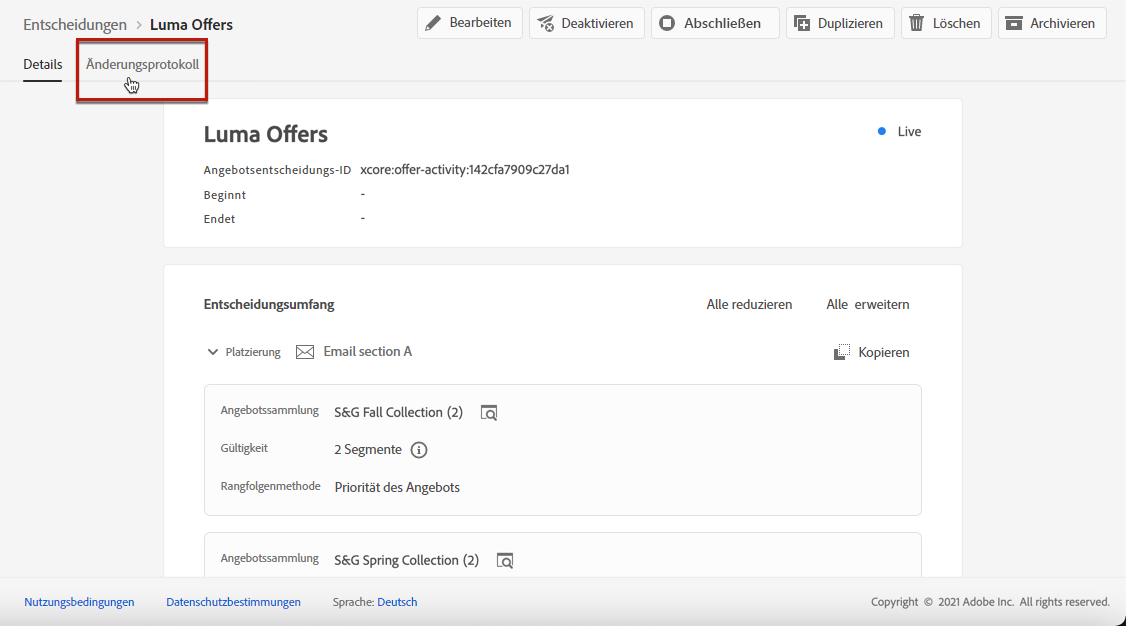 Entscheidungen > Luma Offers
Bearbeiten Deaktivieren Abschließen Duplizieren Löschen Archivieren
Details Änderungsprotokoll
Luma Offers
Live
Angebotsentscheidungs-ID xcore:offer-activity:142cfa7909c27da1
Beginnt -
Endet -
Entscheidungsumfang Alle reduzieren Alle erweitern
Platzierung Email section A Kopieren
Angebotssammlung S&G Fall Collection (2)
Gültigkeit 2 Segmente
Rangfolgenmethode Priorität des Angebots
Angebotssammlung S&G Spring Collection (2)
Nutzungsbedingungen Datenschutzbestimmungen Sprache: Deutsch Copyright © 2021 Adobe Inc. All rights reserved.